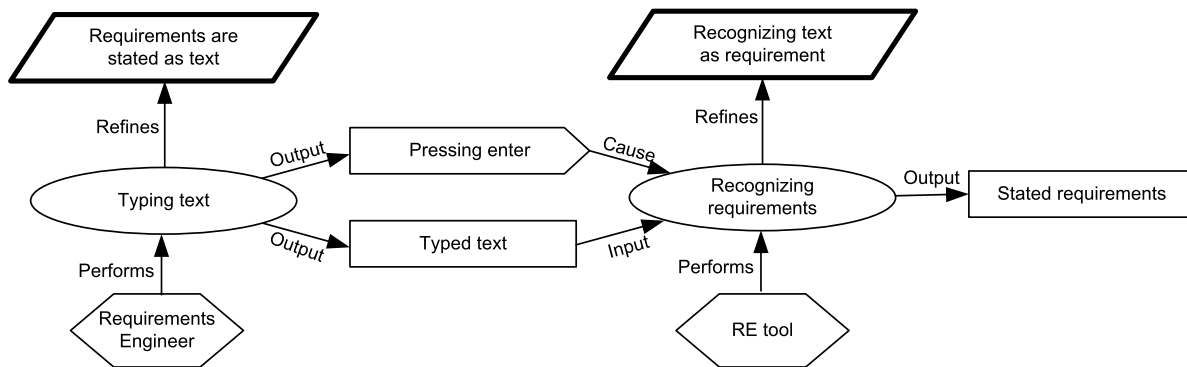 Requirements are
stated as text
Recognizing text
as requirement
Refines
Refines
Output
Pressing enter
Cause
Typing text
Recognizing
requirements
Output
Stated requirements
Output
Typed text
Input
Performs
Performs
Requirements
Engineer
RE tool